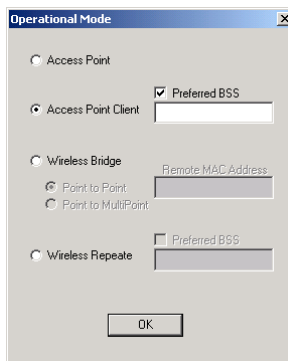 Operational Mode
Access Point
Preferred BSS
Access Point Client
Wireless Bridge
Remote MAC Address
Point to Point
Point to MultiPoint
Preferred BSS
Wireless Repeate
OK